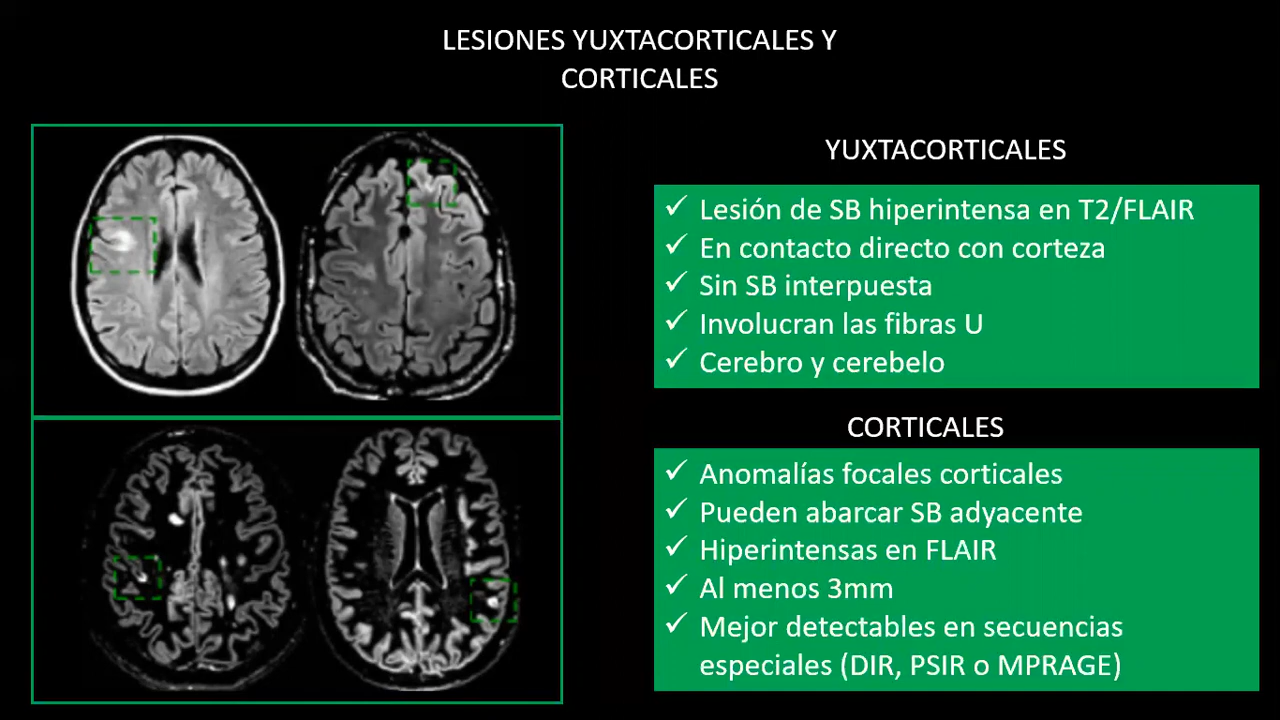 LESIONES YUXTACORTICALES Y
CORTICALES
YUXTACORTICALES
✓ Lesión de SB hiperintensa en T2/FLAIR
✓ En contacto directo con corteza
✓ Sin SB interpuesta
✓ Involucran las fibras U
✓ Cerebro y cerebelo
CORTICALES
✓ Anomalías focales corticales
✓ Pueden abarcar SB adyacente
✓ Hiperintensas en FLAIR
✓ Al menos 3mm
✓ Mejor detectables en secuencias
especiales (DIR, PSIR o MPRAGE)